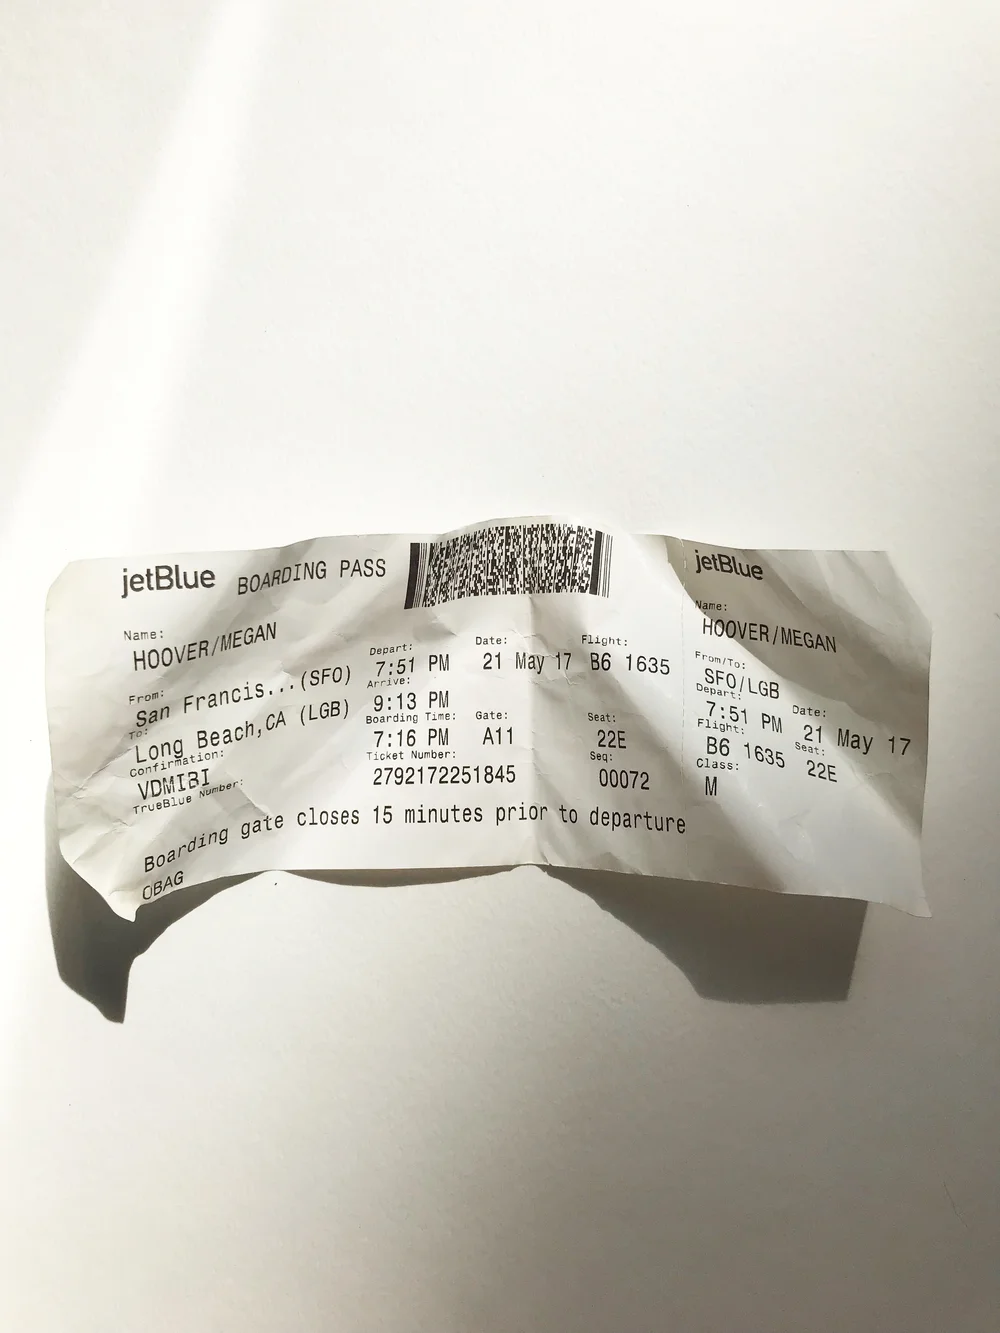 jetBlue BOARDING PASS
Name:
HOOVER/MEGAN
From:
San Francis...(SFO)
To:
Long Beach,CA (LGB)
Confirmation:
VDMIBI
TrueBlue Number:
Depart: Date: Flight:
7:51 PM 21 May 17 B6 1635
Arrive:
9:13 PM
Boarding Time: Gate: Seat:
7:16 PM A11 22E
Ticket Number: Seq:
2792172251845 00072
Boarding gate closes 15 minutes prior to departure
OBAG
jetBlue
Name:
HOOVER/MEGAN
From/To:
SFO/LGB
Depart: Date:
7:51 PM 21 May 17
Flight: Seat:
B6 1635 22E
Class:
M